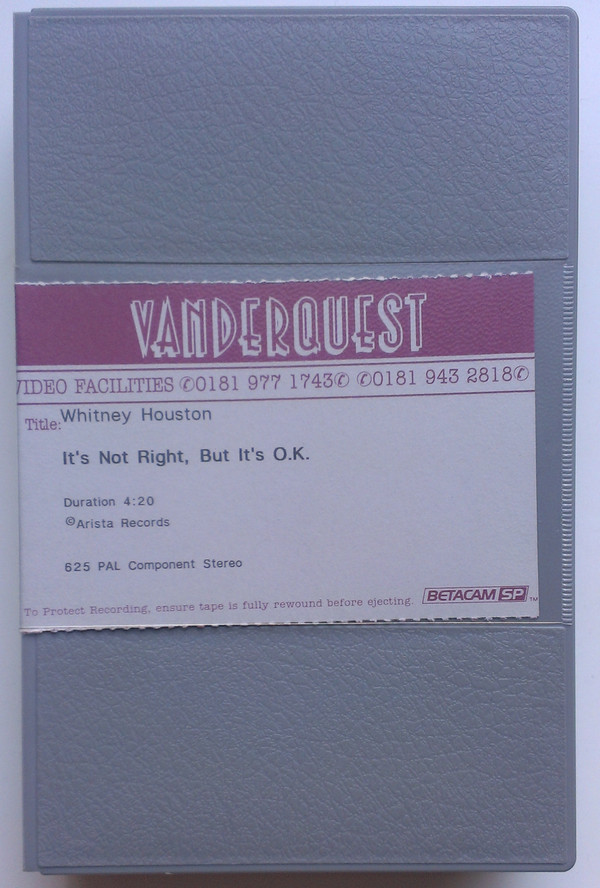 VANDERQUEST
VIDEO FACILITIES ✆0181 977 1743✆ ✆0181 943 2818✆
Title: Whitney Houston
It's Not Right, But It's O.K.
Duration 4:20
©Arista Records
625 PAL Component Stereo
To Protect Recording, ensure tape is fully rewound before ejecting. BETACAM SP™